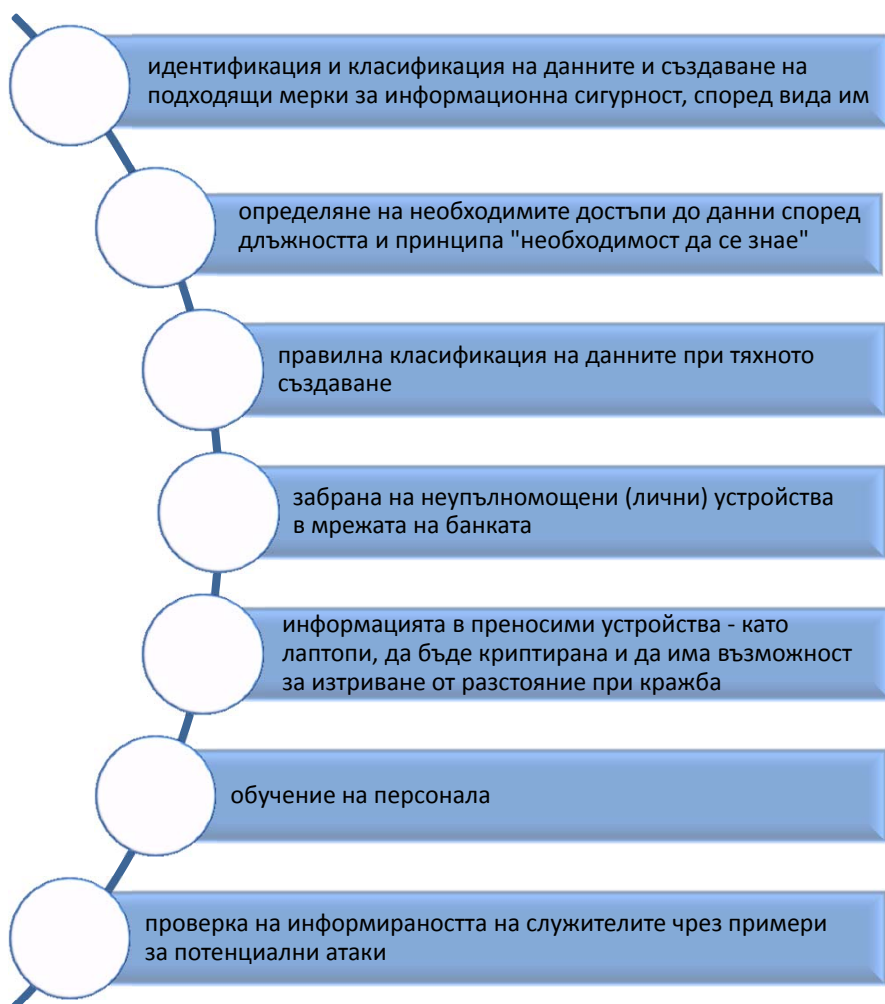 идентификация и класификация на данните и създаване на
подходящи мерки за информационна сигурност, според вида им
определяне на необходимите достъпи до данни според
длъжността и принципа "необходимост да се знае"
правилна класификация на данните при тяхното
създаване
забрана на неупълномощени (лични) устройства
в мрежата на банката
информацията в преносими устройства - като
лаптопи, да бъде криптирана и да има възможност
за изтриване от разстояние при кражба
обучение на персонала
проверка на информираността на служителите чрез примери
за потенциални атаки